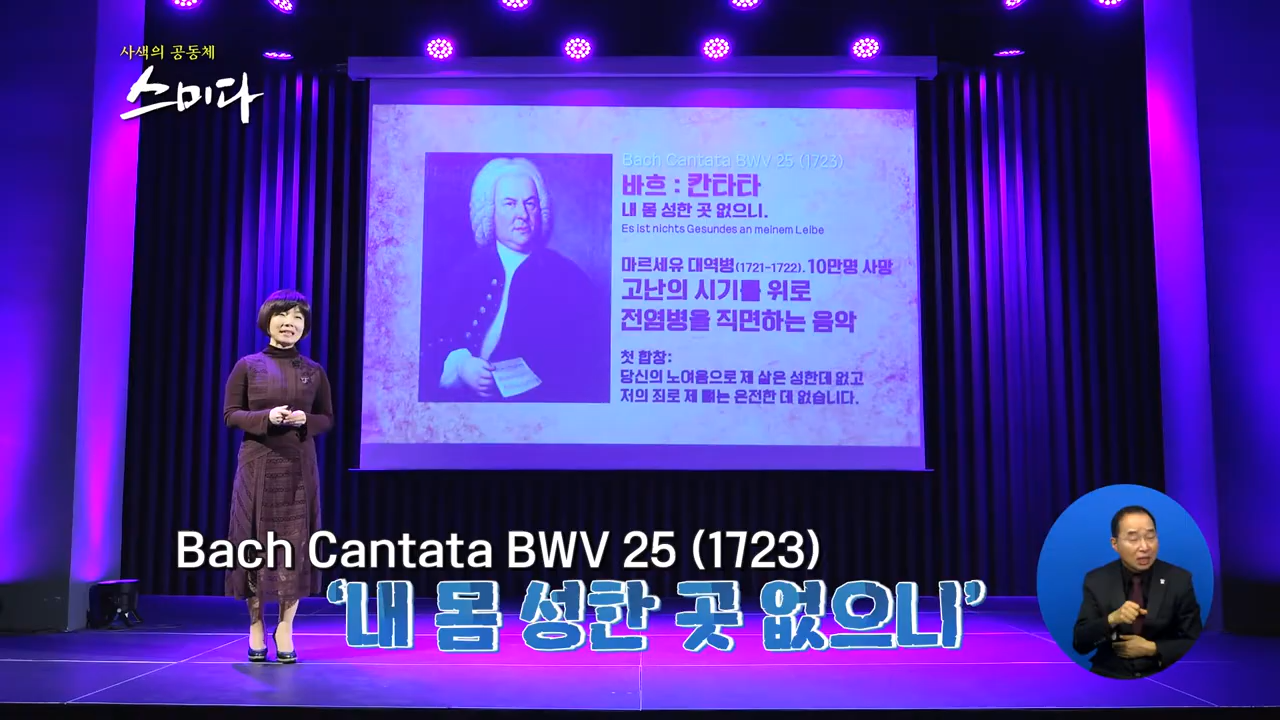 사색의 공동체
스미다
Bach Cantata BWV 25 (1723)
바흐 : 칸타타
내 몸 성한 곳 없으니.
Es ist nichts Gesundes an meinem Leibe
마르세유 대역병(1721-1722). 10만명 사망
고난의 시기를 위로
전염병을 직면하는 음악
첫 합창:
당신의 노여움으로 제 삶은 성한데 없고
저의 죄로 제 뼈는 온전한 데 없습니다.
Bach Cantata BWV 25 (1723)
‘내 몸 성한 곳 없으니’